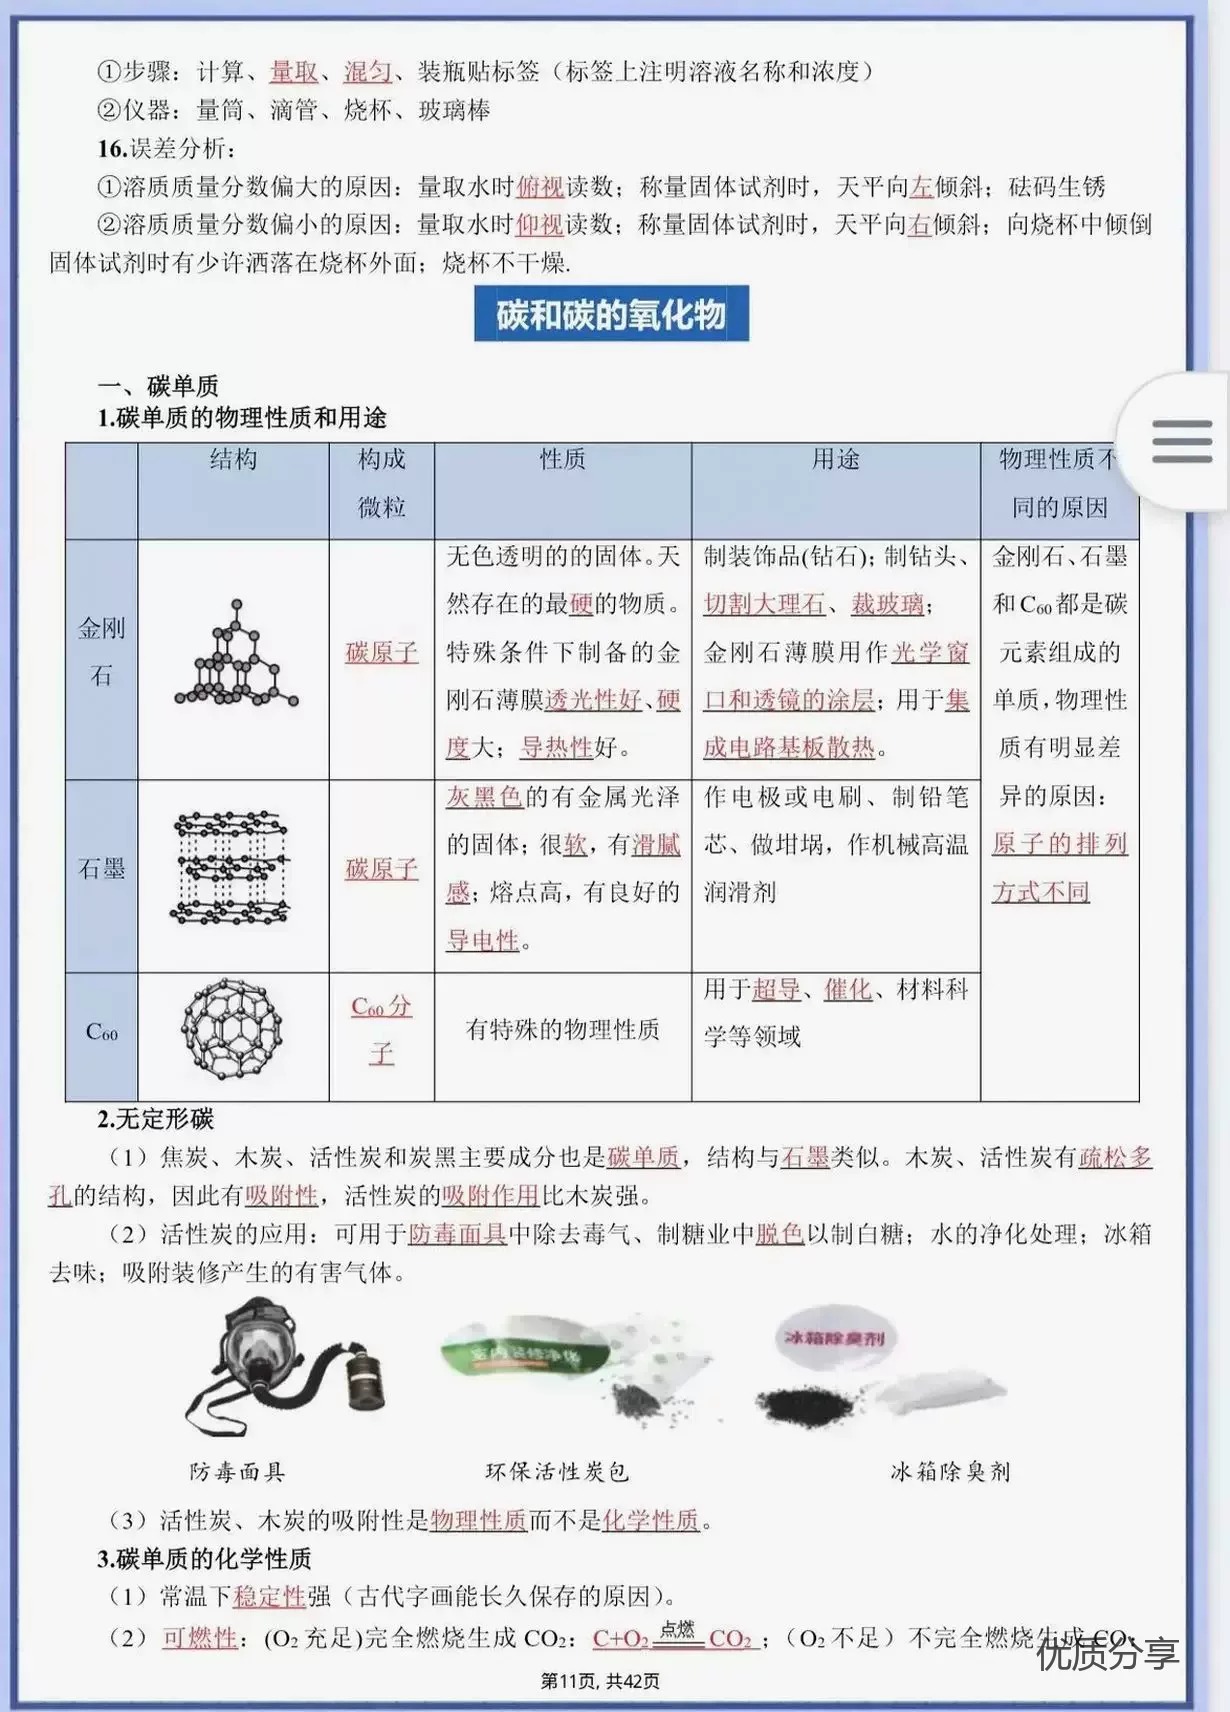 ①步骤：计算、量取、混匀、装瓶贴标签（标签上注明溶液名称和浓度）
②仪器：量筒、滴管、烧杯、玻璃棒
16.误差分析：
①溶质质量分数偏大的原因：量取水时俯视读数；称量固体试剂时，天平向左倾斜；砝码生锈
②溶质质量分数偏小的原因：量取水时仰视读数；称量固体试剂时，天平向右倾斜；向烧杯中倾倒
固体试剂时有少许洒落在烧杯外面；烧杯不干燥.
碳和碳的氧化物
一、碳单质
1.碳单质的物理性质和用途
结构
构成
微粒
性质
用途
物理性质不
同的原因
金刚
石
碳原子
无色透明的的固体。天
然存在的最硬的物质。
特殊条件下制备的金
刚石薄膜透光性好、硬
度大；导热性好。
制装饰品(钻石)；制钻头、
切割大理石、裁玻璃；
金刚石薄膜用作光学窗
口和透镜的涂层；用于集
成电路基板散热。
金刚石、石墨
和C₆₀都是碳
元素组成的
单质，物理性
质有明显差
异的原因：
原子的排列
方式不同
石墨
碳原子
灰黑色的有金属光泽
的固体；很软，有滑腻
感；熔点高，有良好的
导电性。
作电极或电刷、制铅笔
芯、做坩埚，作机械高温
润滑剂
C₆₀
C₆₀分
子
有特殊的物理性质
用于超导、催化、材料科
学等领域
2.无定形碳
（1）焦炭、木炭、活性炭和炭黑主要成分也是碳单质，结构与石墨类似。木炭、活性炭有疏松多
孔的结构，因此有吸附性，活性炭的吸附作用比木炭强。
（2）活性炭的应用：可用于防毒面具中除去毒气、制糖业中脱色以制白糖；水的净化处理；冰箱
去味；吸附装修产生的有害气体。
室内装修净化
冰箱除臭剂
防毒面具
环保活性炭包
冰箱除臭剂
（3）活性炭、木炭的吸附性是物理性质而不是化学性质。
3.碳单质的化学性质
（1）常温下稳定性强（古代字画能长久保存的原因）。
（2）可燃性：(O₂充足)完全燃烧生成CO₂：C+O₂ 点燃═ CO₂；（O₂不足）不完全燃烧生成CO：
优质分享
第11页, 共42页